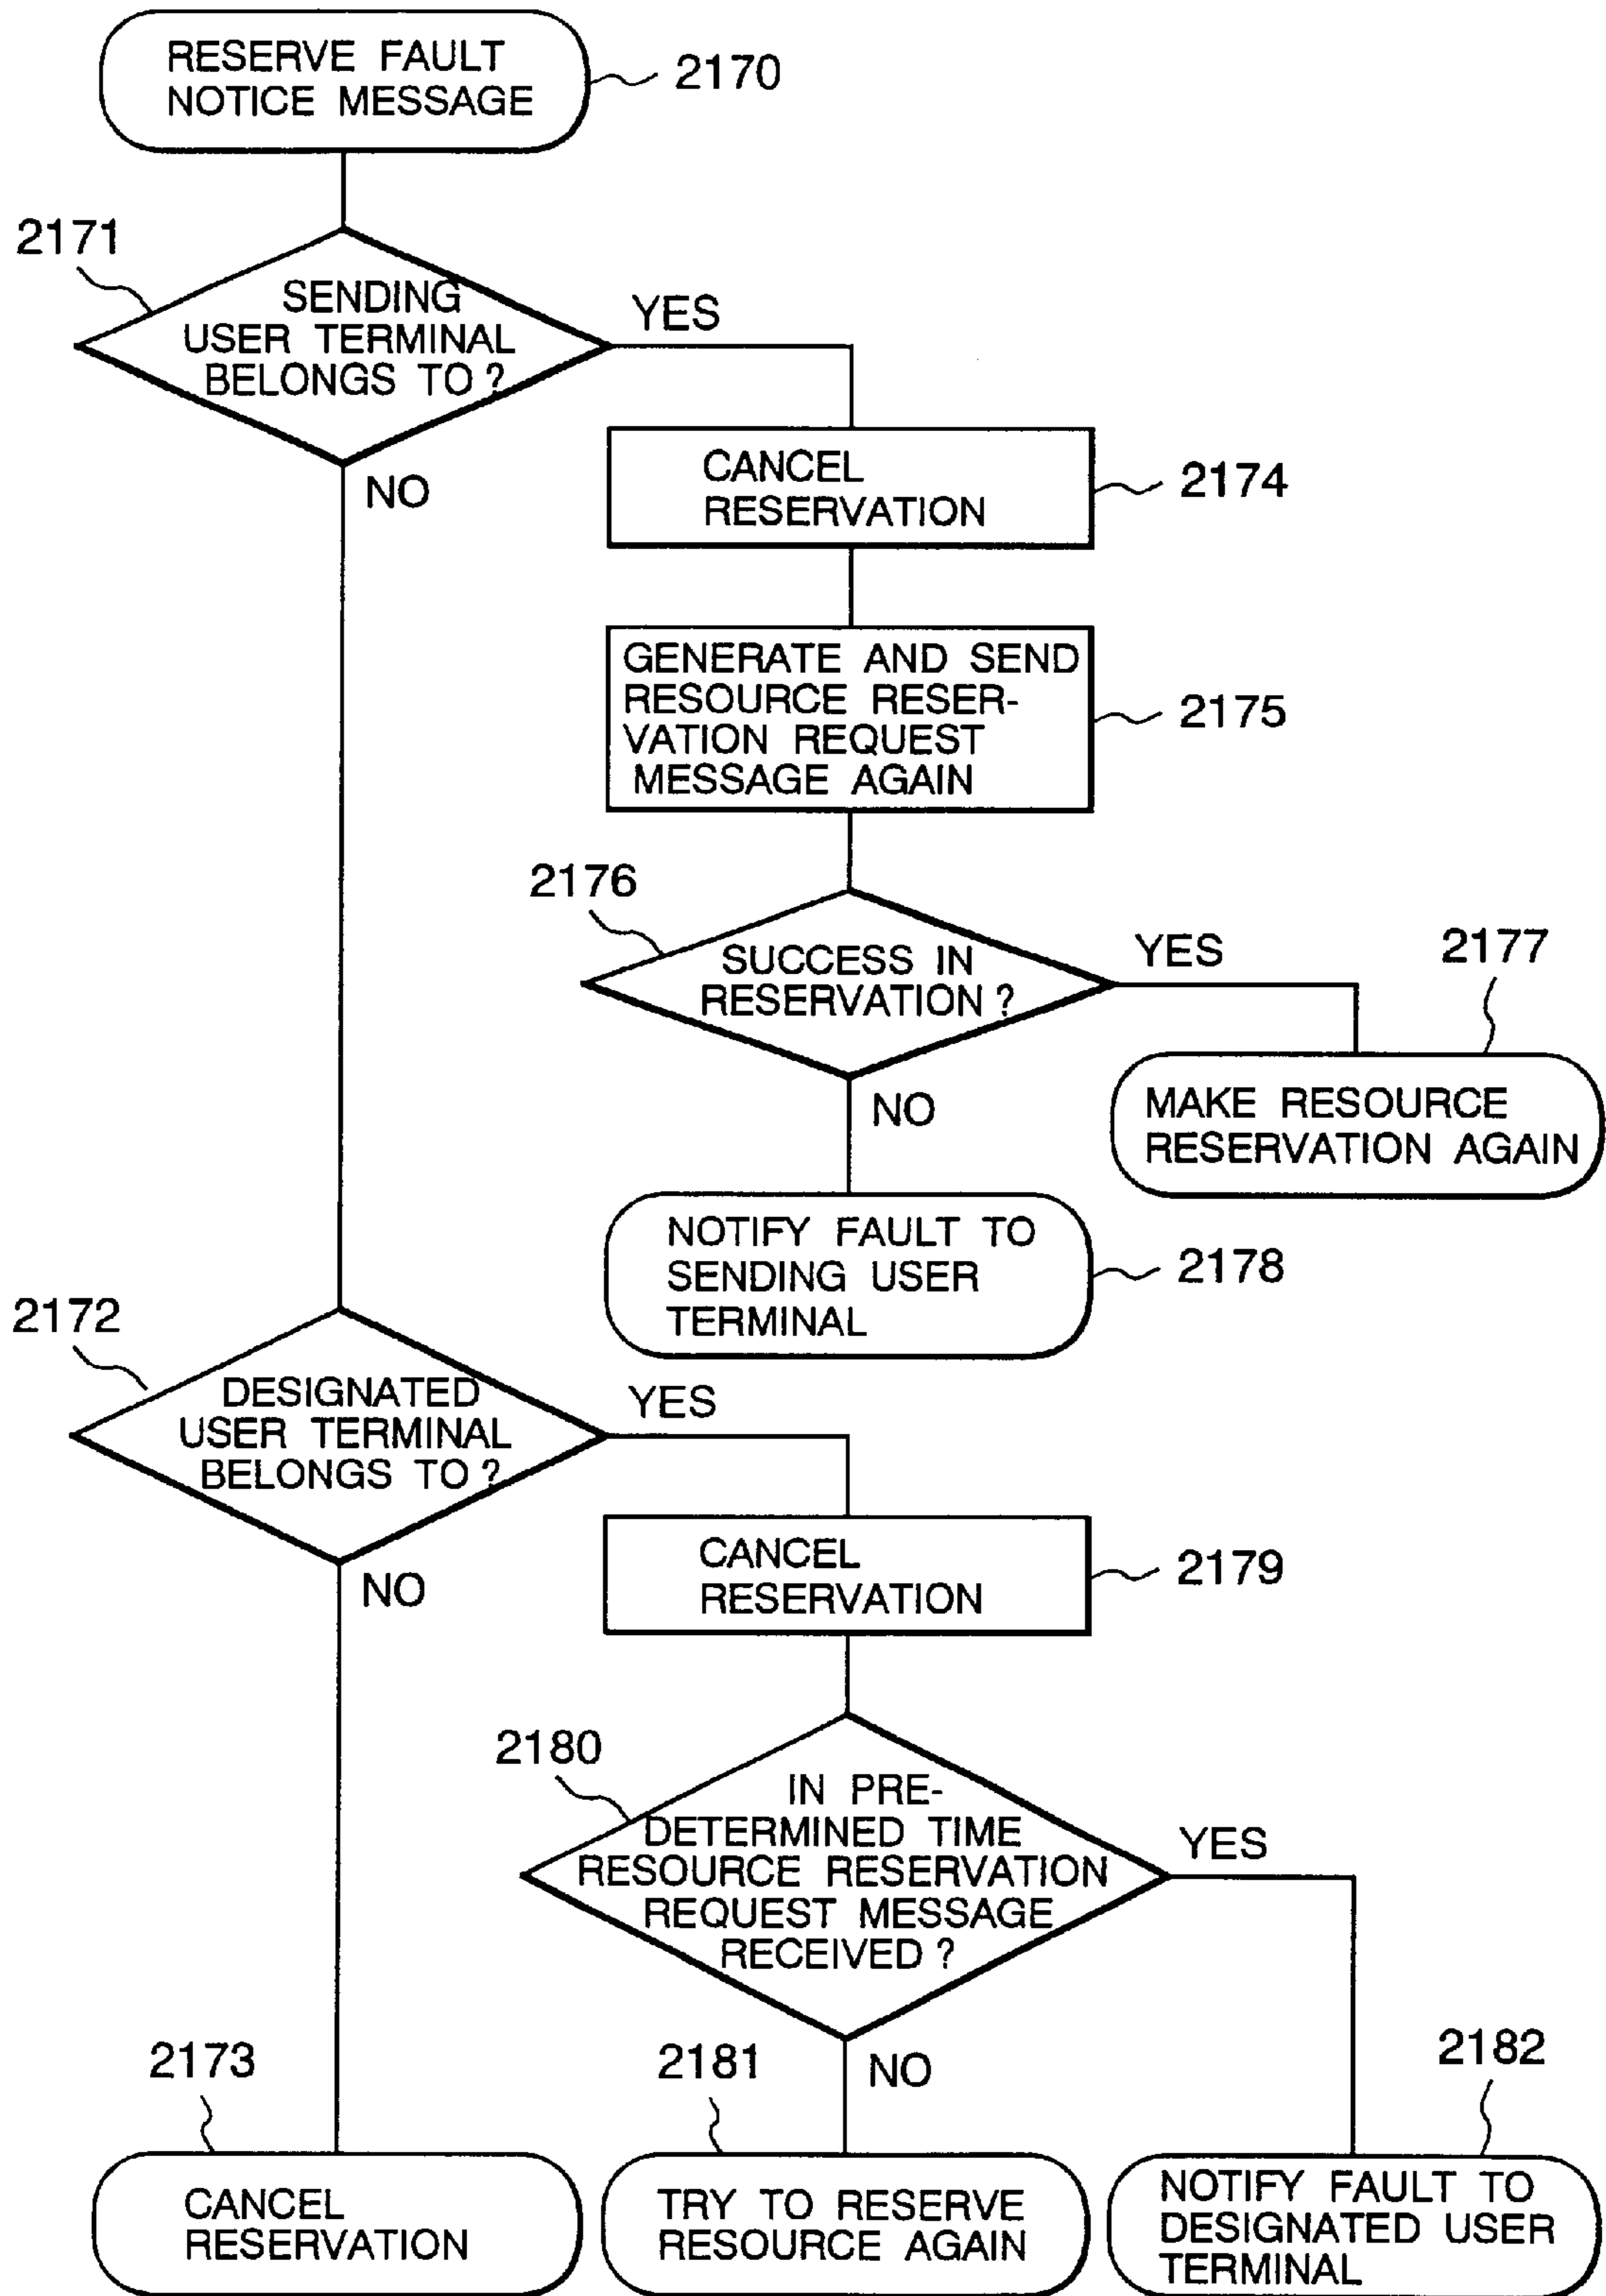 RESERVE FAULT
NOTICE MESSAGE
2170
2171
SENDING
USER TERMINAL
BELONGS TO ?
YES
NO
CANCEL
RESERVATION
2174
GENERATE AND SEND
RESOURCE RESER-
VATION REQUEST
MESSAGE AGAIN
2175
2176
SUCCESS IN
RESERVATION ?
YES
2177
NO
MAKE RESOURCE
RESERVATION AGAIN
NOTIFY FAULT TO
SENDING USER
TERMINAL
2178
2172
DESIGNATED
USER TERMINAL
BELONGS TO ?
YES
NO
CANCEL
RESERVATION
2179
2180
IN PRE-
DETERMINED TIME
RESOURCE RESERVATION
REQUEST MESSAGE
RECEIVED ?
YES
NO
2173
CANCEL
RESERVATION
2181
TRY TO RESERVE
RESOURCE AGAIN
2182
NOTIFY FAULT TO
DESIGNATED USER
TERMINAL